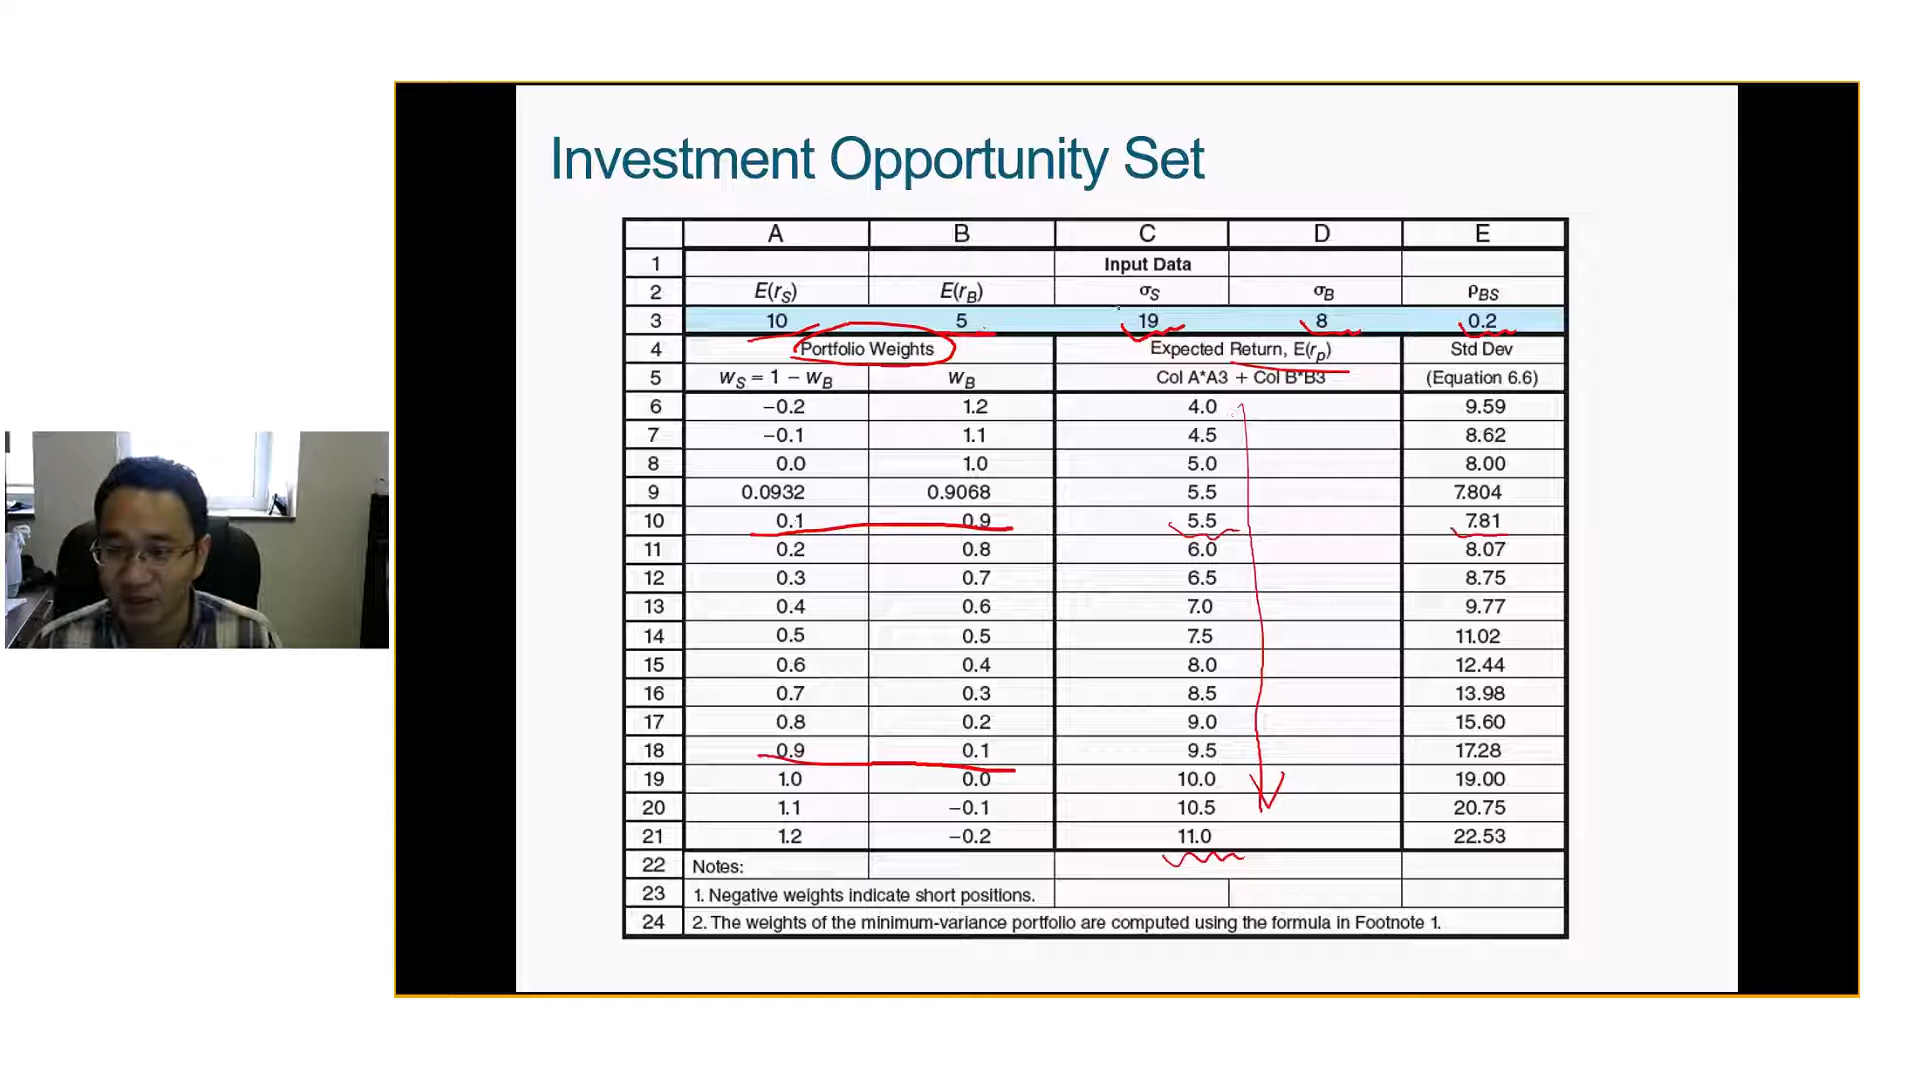 Investment Opportunity Set
A B C D E
1 Input Data
2 E(rS) E(rB) σS σB ρBS
3 10 5 19 8 0.2
4 Portfolio Weights Expected Return, E(rp) Std Dev
5 wS = 1 − wB wB Col A*A3 + Col B*B3 (Equation 6.6)
6 −0.2 1.2 4.0 9.59
7 −0.1 1.1 4.5 8.62
8 0.0 1.0 5.0 8.00
9 0.0932 0.9068 5.5 7.804
10 0.1 0.9 5.5 7.81
11 0.2 0.8 6.0 8.07
12 0.3 0.7 6.5 8.75
13 0.4 0.6 7.0 9.77
14 0.5 0.5 7.5 11.02
15 0.6 0.4 8.0 12.44
16 0.7 0.3 8.5 13.98
17 0.8 0.2 9.0 15.60
18 0.9 0.1 9.5 17.28
19 1.0 0.0 10.0 19.00
20 1.1 −0.1 10.5 20.75
21 1.2 −0.2 11.0 22.53
22 Notes:
23 1. Negative weights indicate short positions.
24 2. The weights of the minimum-variance portfolio are computed using the formula in Footnote 1.